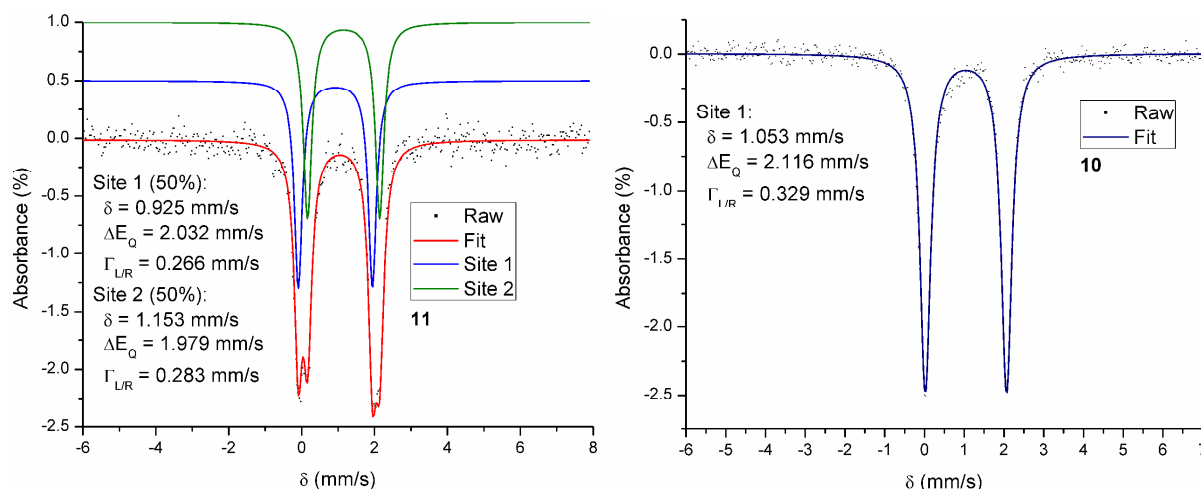 1.0
0.5
0.0
-0.5
-1.0
-1.5
-2.0
-2.5
Absorbance (%)
Site 1 (50%):
δ = 0.925 mm/s
ΔE_Q = 2.032 mm/s
Γ_L/R = 0.266 mm/s
Site 2 (50%):
δ = 1.153 mm/s
ΔE_Q = 1.979 mm/s
Γ_L/R = 0.283 mm/s
Raw
Fit
Site 1
Site 2
11
-6 -4 -2 0 2 4 6 8
δ (mm/s)
0.0
-0.5
-1.0
-1.5
-2.0
-2.5
Absorbance (%)
Site 1:
δ = 1.053 mm/s
ΔE_Q = 2.116 mm/s
Γ_L/R = 0.329 mm/s
Raw
Fit
10
-6 -5 -4 -3 -2 -1 0 1 2 3 4 5 6 7
δ (mm/s)